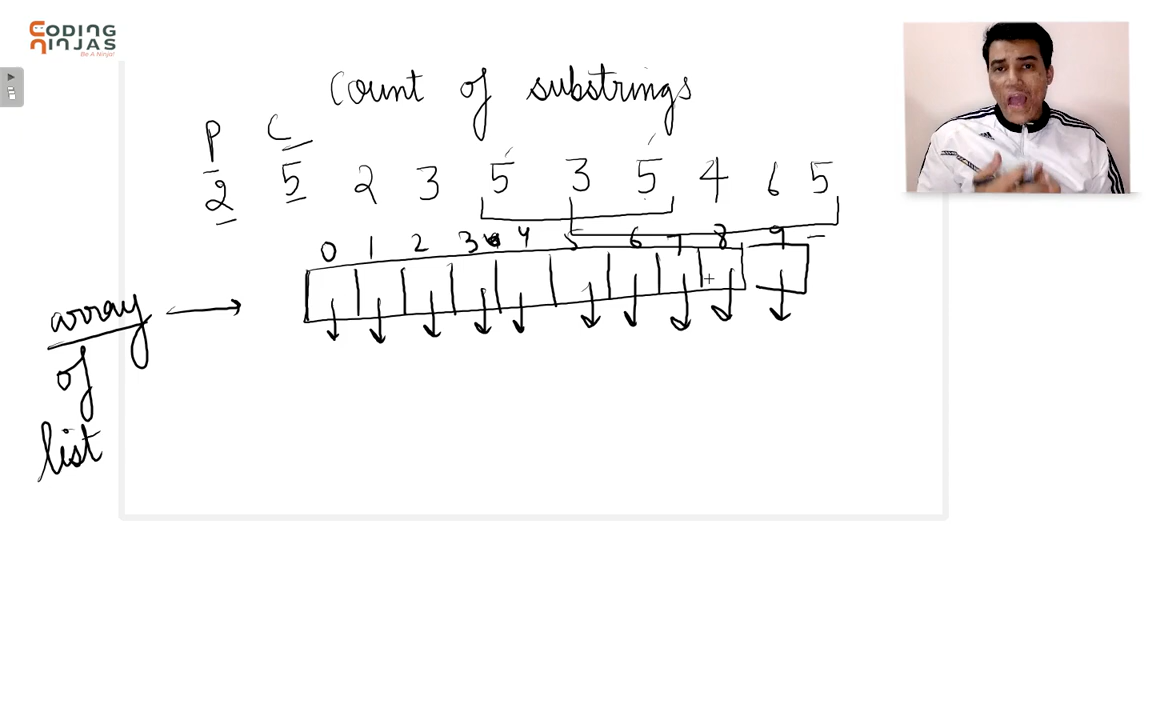 CODING
NINJAS
Be A Ninja!
Count of substrings
P C
2 5 2 3 5 3 5 4 6 5
0 1 2 3 4 5 6 7 8 9
array
of
list
adidas